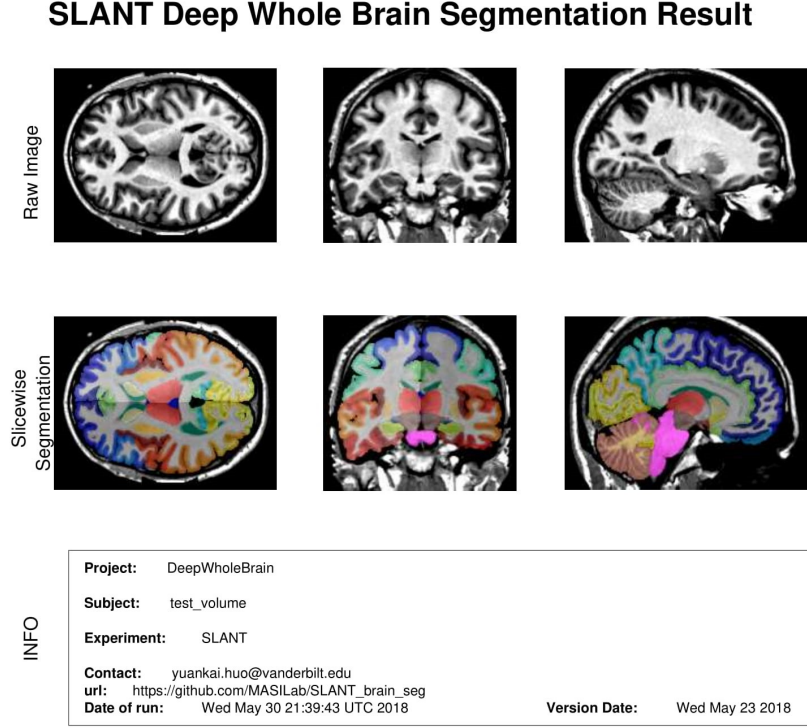 SLANT Deep Whole Brain Segmentation Result
Raw Image
Slicewise
Segmentation
INFO
Project: DeepWholeBrain
Subject: test_volume
Experiment: SLANT
Contact: yuankai.huo@vanderbilt.edu
url: https://github.com/MASILab/SLANT_brain_seg
Date of run: Wed May 30 21:39:43 UTC 2018 Version Date: Wed May 23 2018